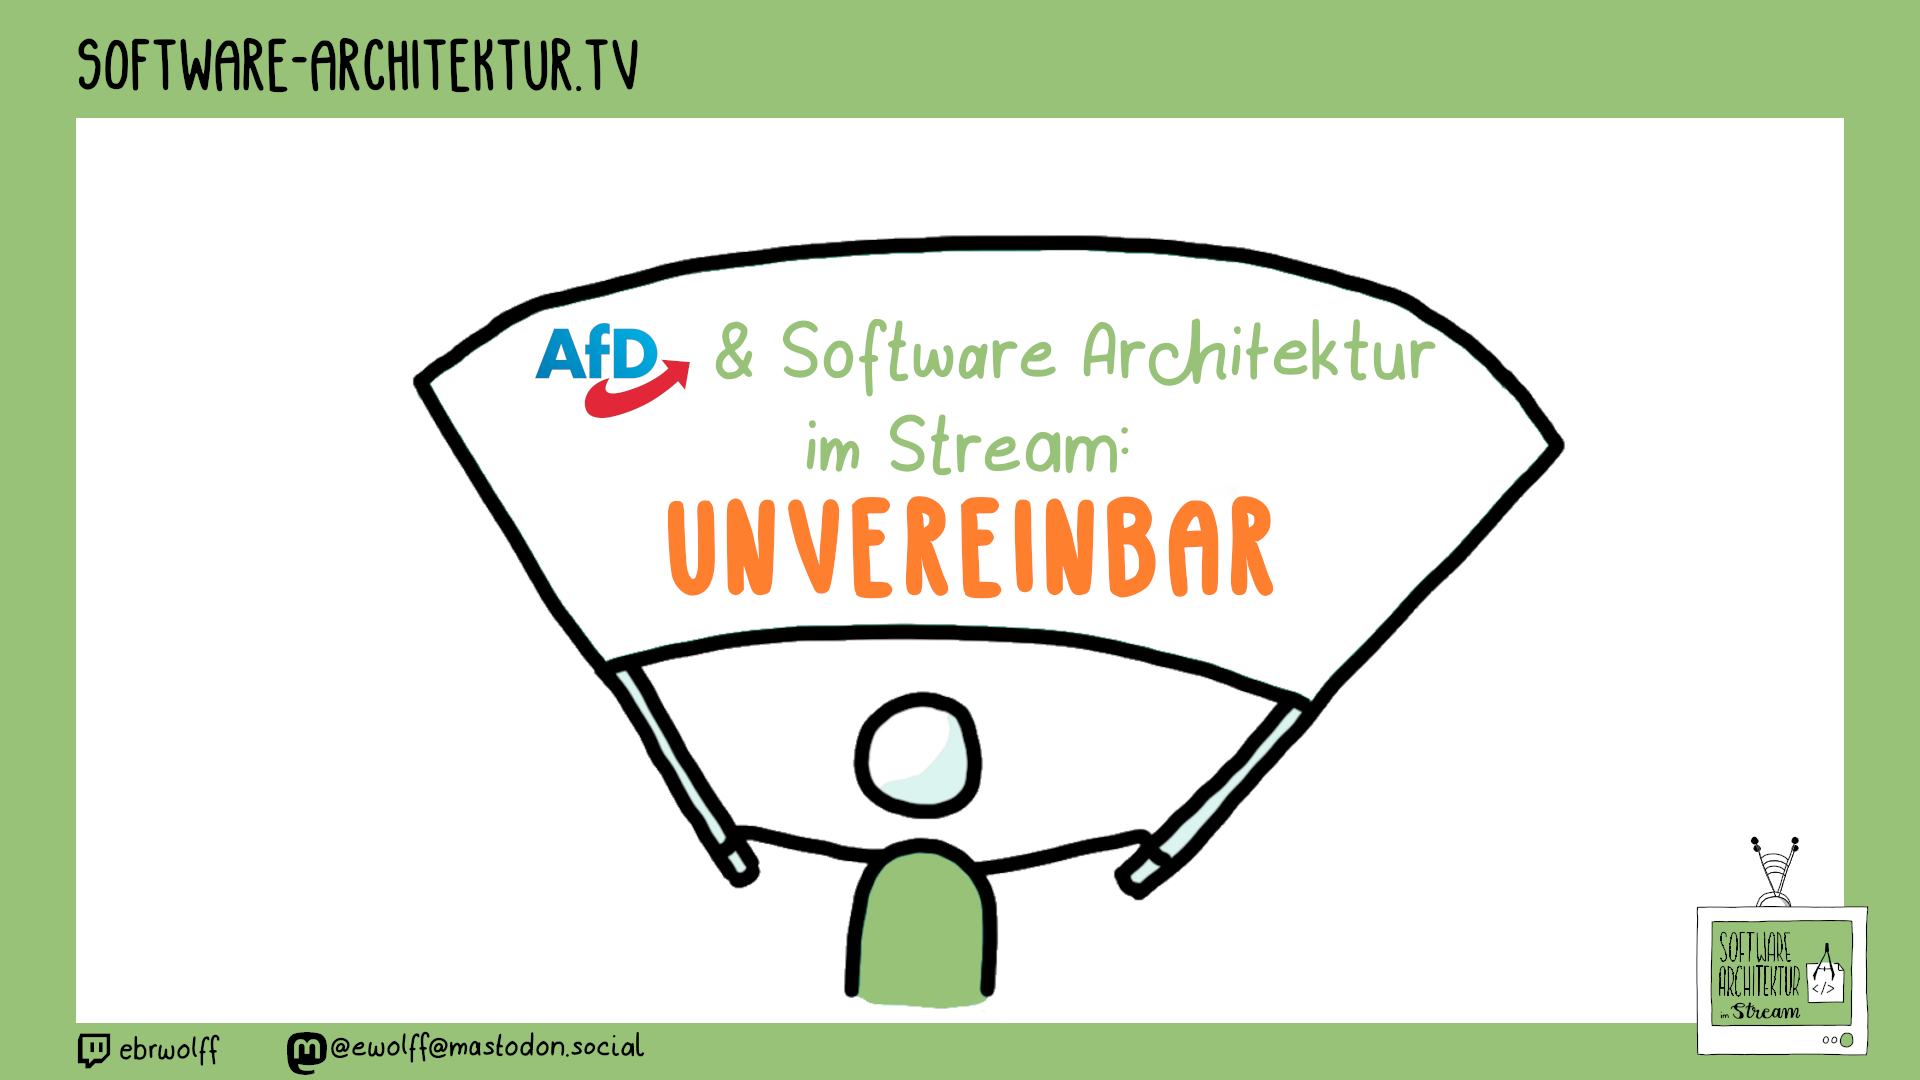 SOFTWARE-ARCHITEKTUR.TV
AfD & Software Architektur
im Stream:
UNVEREINBAR
SOFTWARE
ARCHITEKTUR
</>
im Stream
ebrwolff
@ewolff@mastodon.social